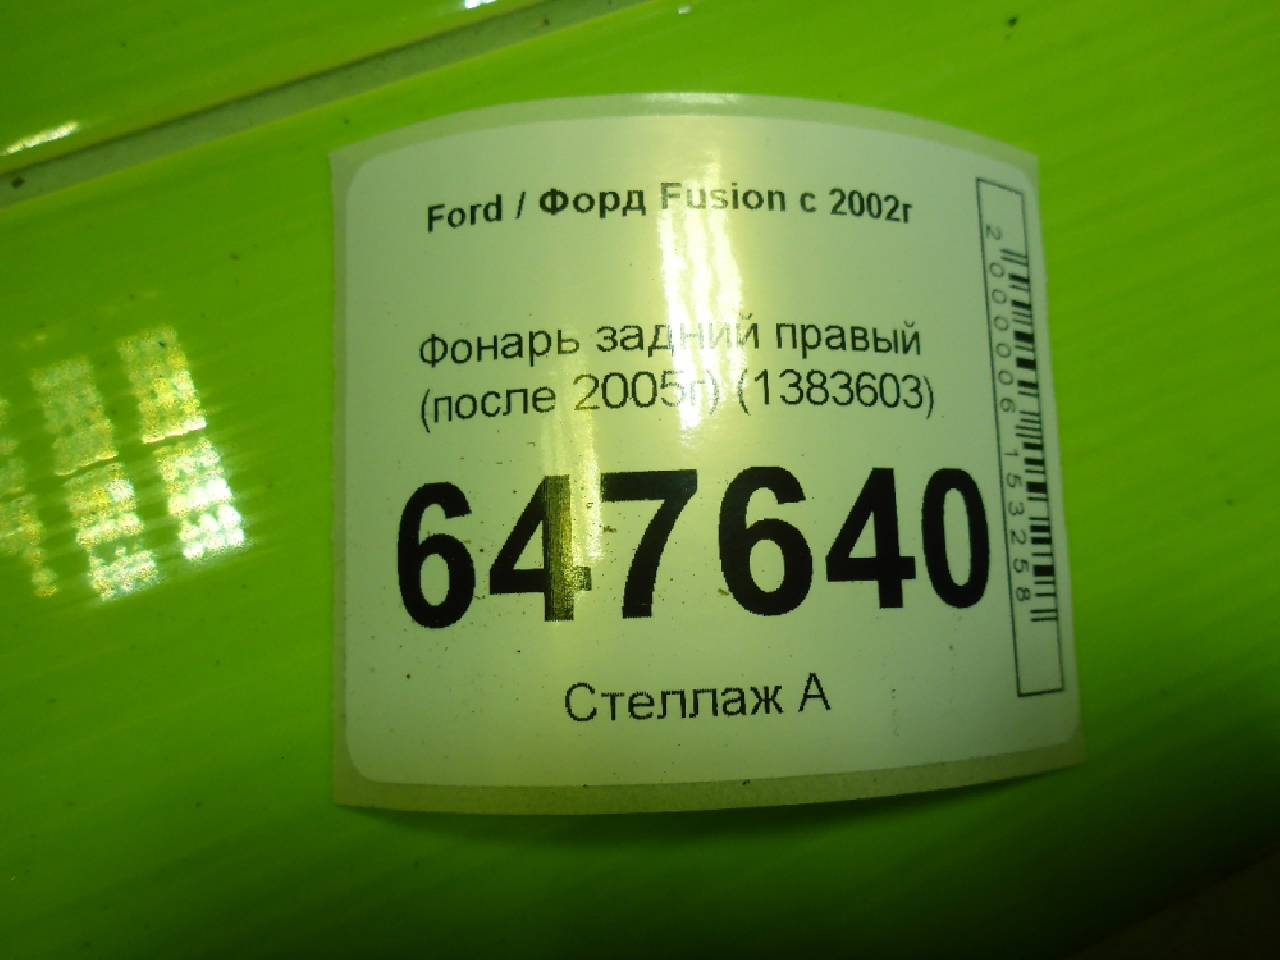 Ford / Форд Fusion с 2002г
Фонарь задний правый
(после 2005г) (1383603)
647640
Стеллаж А
2000006153258